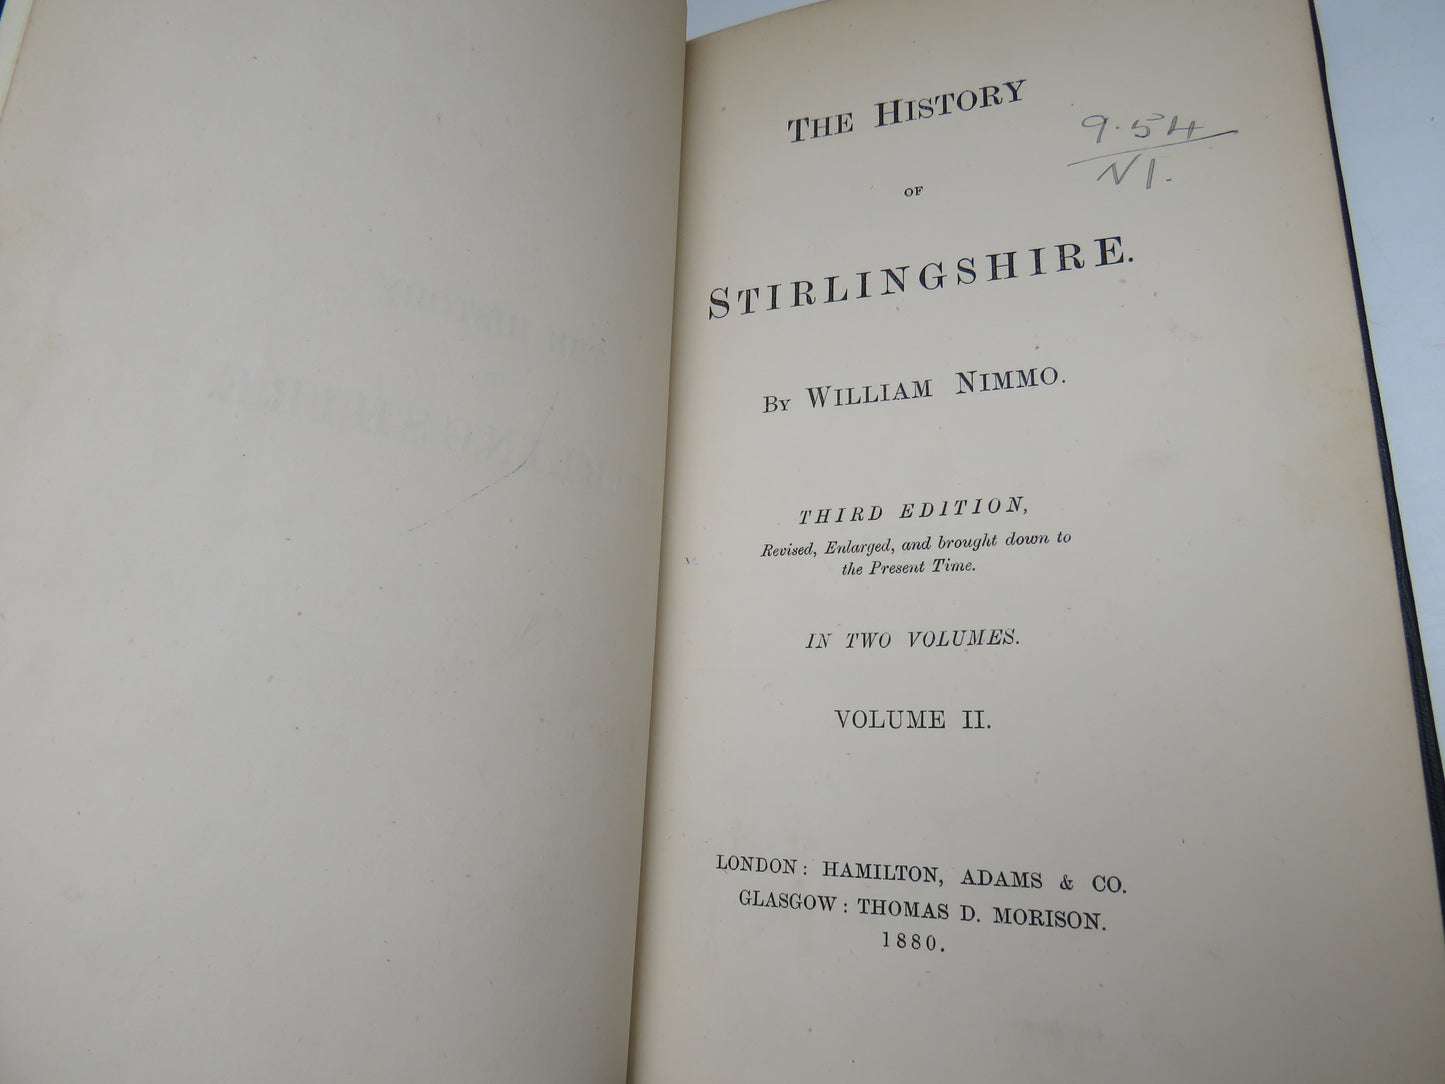 THE HISTORY
OF
STIRLINGSHIRE.
BY WILLIAM NIMMO.
THIRD EDITION,
Revised, Enlarged, and brought down to
the Present Time.
IN TWO VOLUMES.
VOLUME II.
LONDON: HAMILTON, ADAMS & CO.
GLASGOW: THOMAS D. MORISON.
1880.
9.54
NI.